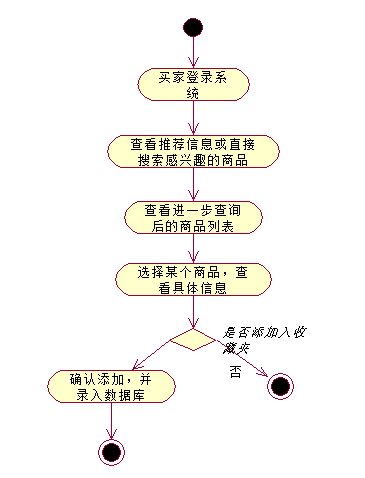 买家登录系
统
查看推荐信息或直接
搜索感兴趣的商品
查看进一步查询
后的商品列表
选择某个商品，查
看具体信息
是否添加入收
藏夹
否
确认添加，并
录入数据库